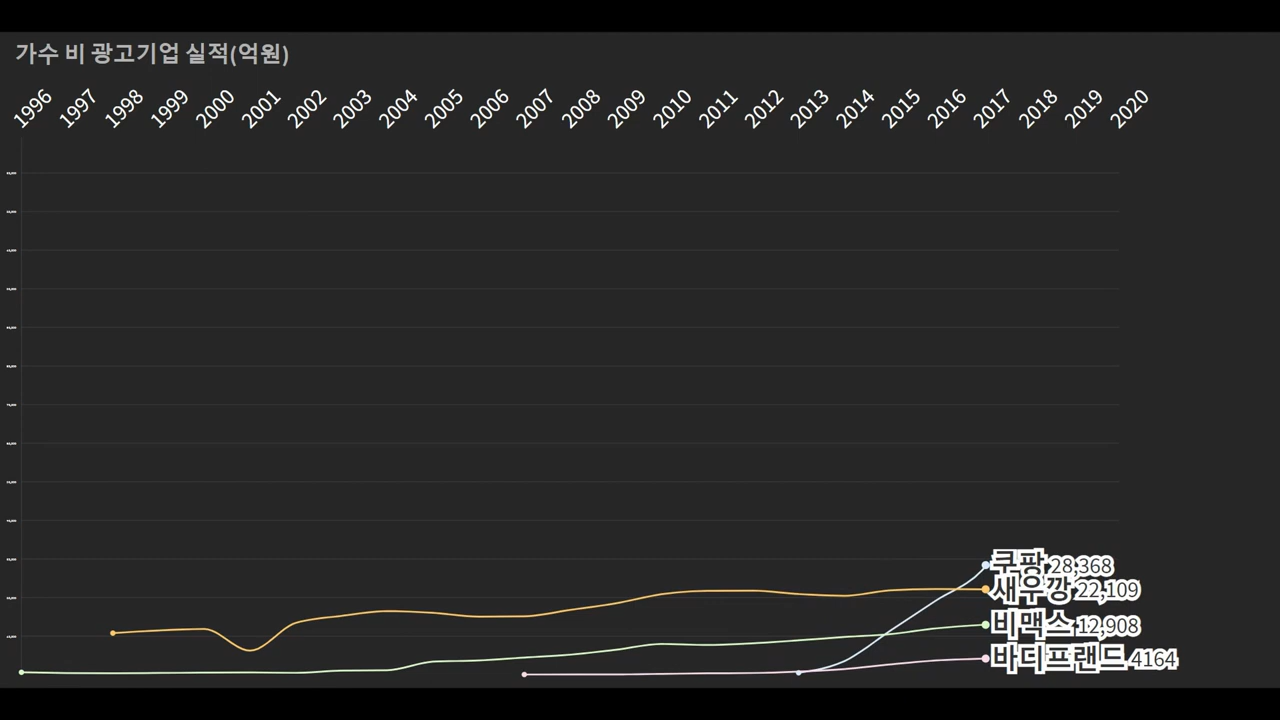 가수 비 광고기업 실적(억원)
1996 1997 1998 1999 2000 2001 2002 2003 2004 2005 2006 2007 2008 2009 2010 2011 2012 2013 2014 2015 2016 2017 2018 2019 2020
쿠팡 28,368
새우깡 22,109
비맥스 12,908
바디프랜드 4164